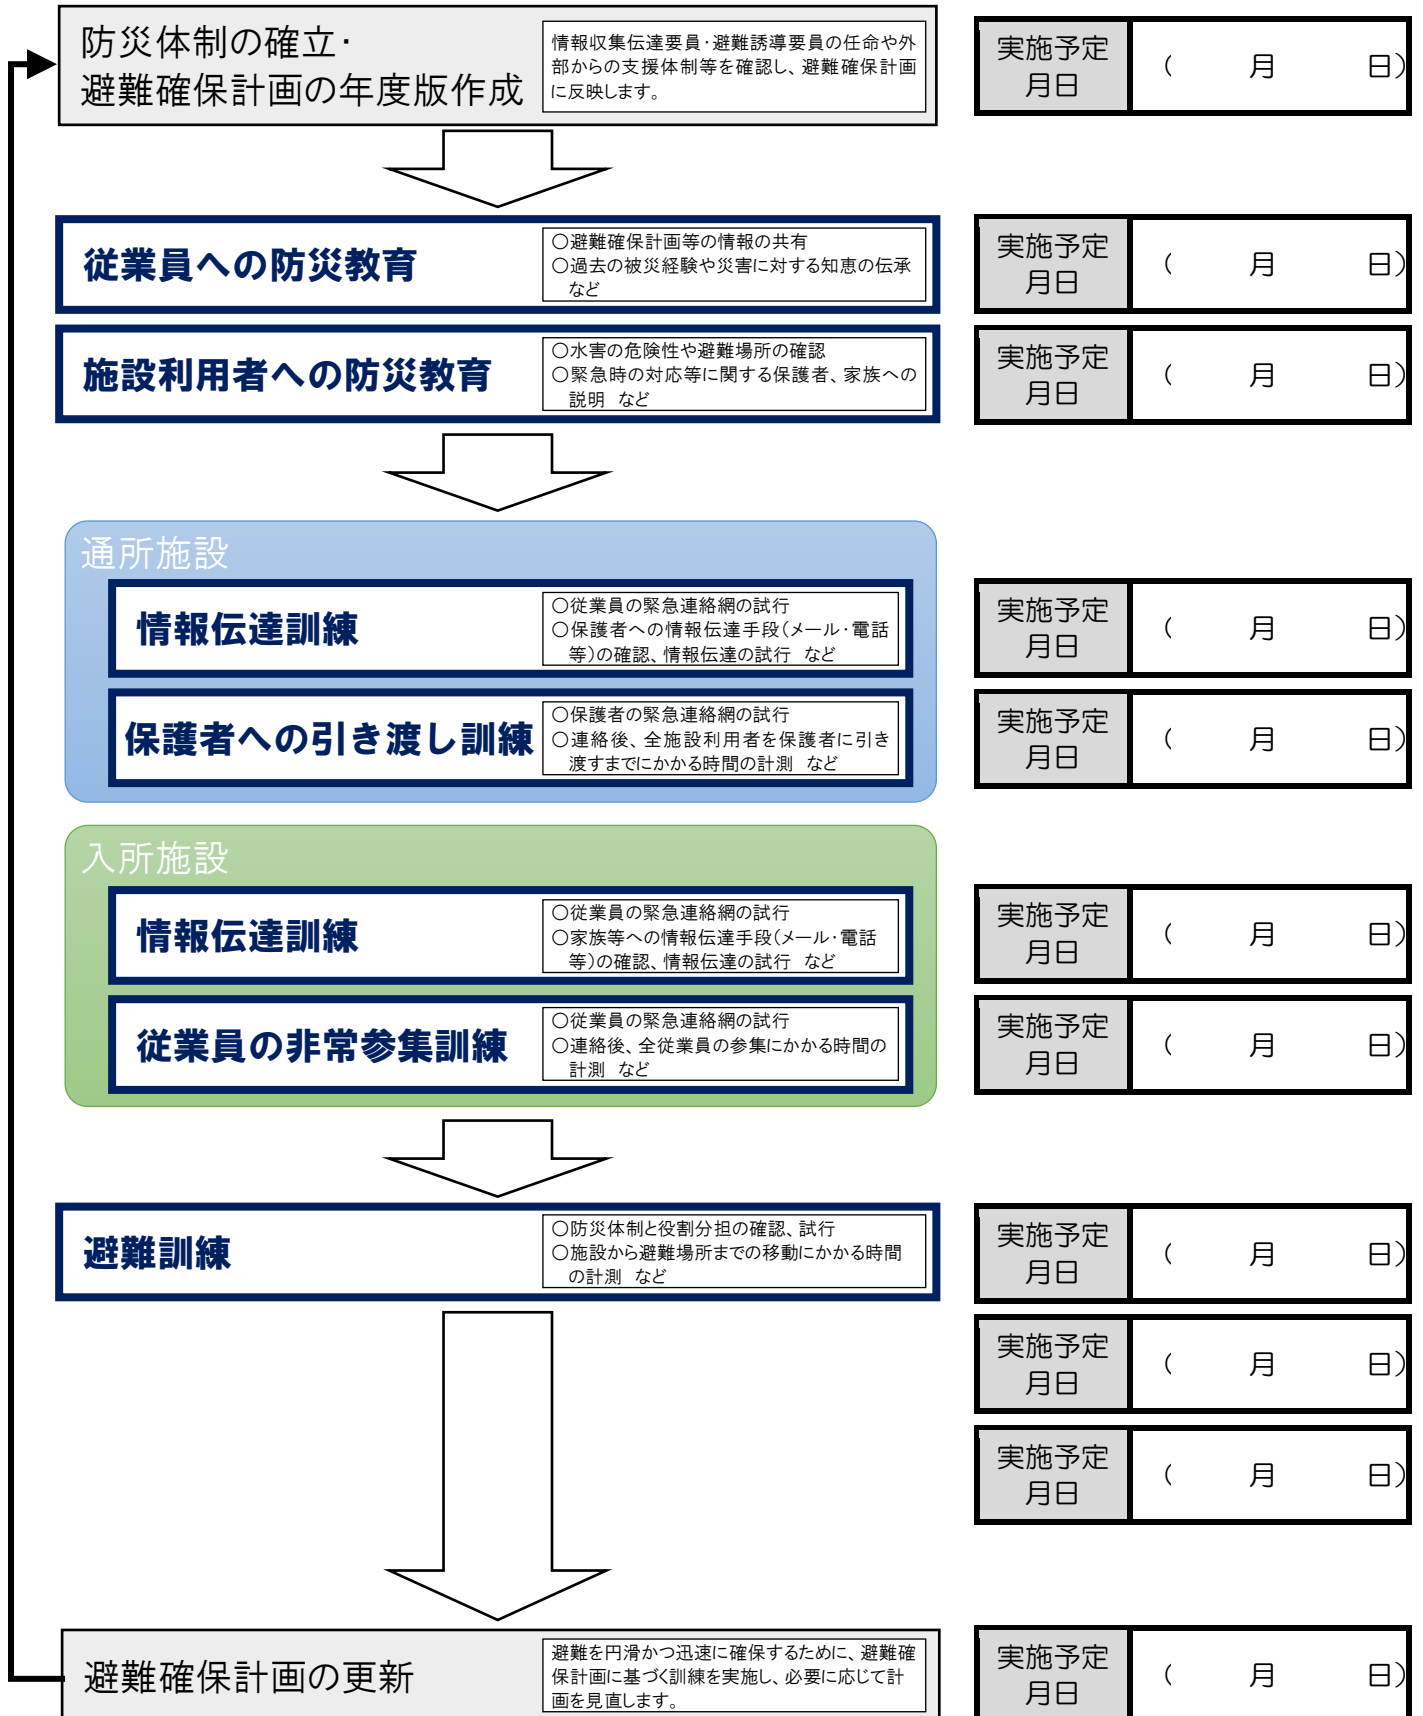 防災体制の確立・
避難確保計画の年度版作成
情報収集伝達要員・避難誘導要員の任命や外
部からの支援体制等を確認し、避難確保計画
に反映します。
実施予定
月日
(　　月　　日)
従業員への防災教育
○避難確保計画等の情報の共有
○過去の被災経験や災害に対する知恵の伝承
など
実施予定
月日
(　　月　　日)
施設利用者への防災教育
○水害の危険性や避難場所の確認
○緊急時の対応等に関する保護者、家族への
説明　など
実施予定
月日
(　　月　　日)
通所施設
情報伝達訓練
○従業員の緊急連絡網の試行
○保護者への情報伝達手段(メール・電話
等)の確認、情報伝達の試行　など
実施予定
月日
(　　月　　日)
保護者への引き渡し訓練
○保護者の緊急連絡網の試行
○連絡後、全施設利用者を保護者に引き
渡すまでにかかる時間の計測　など
実施予定
月日
(　　月　　日)
入所施設
情報伝達訓練
○従業員の緊急連絡網の試行
○家族等への情報伝達手段(メール・電話
等)の確認、情報伝達の試行　など
実施予定
月日
(　　月　　日)
従業員の非常参集訓練
○従業員の緊急連絡網の試行
○連絡後、全従業員の参集にかかる時間の
計測　など
実施予定
月日
(　　月　　日)
避難訓練
○防災体制と役割分担の確認、試行
○施設から避難場所までの移動にかかる時間
の計測　など
実施予定
月日
(　　月　　日)
実施予定
月日
(　　月　　日)
実施予定
月日
(　　月　　日)
避難確保計画の更新
避難を円滑かつ迅速に確保するために、避難確
保計画に基づく訓練を実施し、必要に応じて計
画を見直します。
実施予定
月日
(　　月　　日)